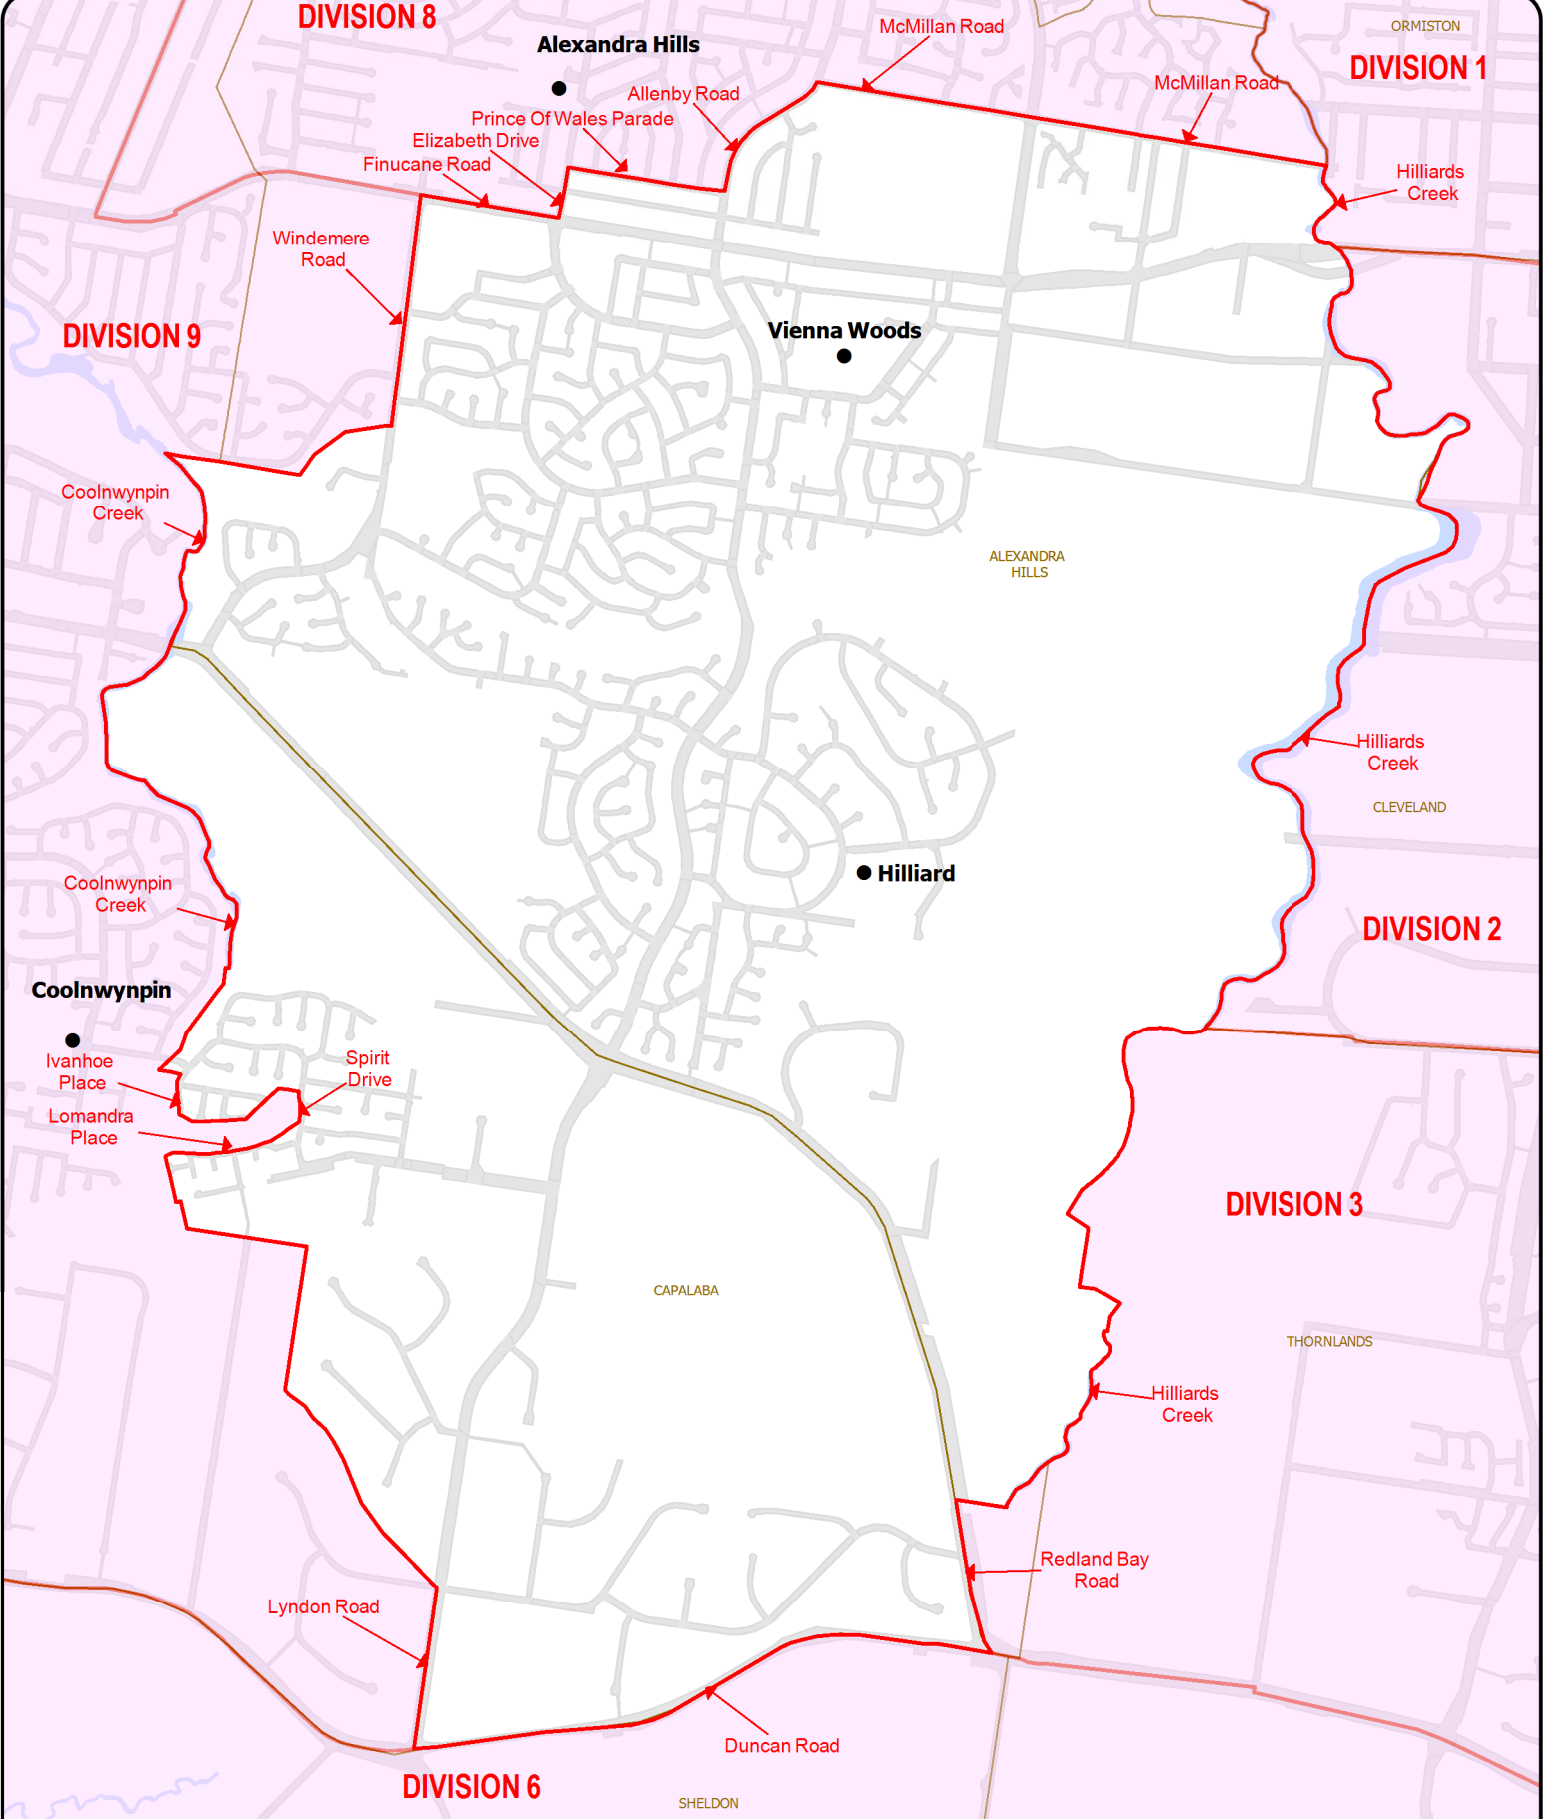 DIVISION 8
ORMISTON
McMillan Road
Alexandra Hills
DIVISION 1
McMillan Road
Allenby Road
Prince Of Wales Parade
Elizabeth Drive
Finucane Road
Hilliards
Creek
Windemere
Road
DIVISION 9
Vienna Woods
Coolnwynpin
Creek
ALEXANDRA
HILLS
Hilliards
Creek
CLEVELAND
Hilliard
Coolnwynpin
Creek
DIVISION 2
Coolnwynpin
Ivanhoe
Place
Spirit
Drive
Lomandra
Place
DIVISION 3
CAPALABA
THORNLANDS
Hilliards
Creek
Redland Bay
Road
Lyndon Road
Duncan Road
DIVISION 6
SHELDON